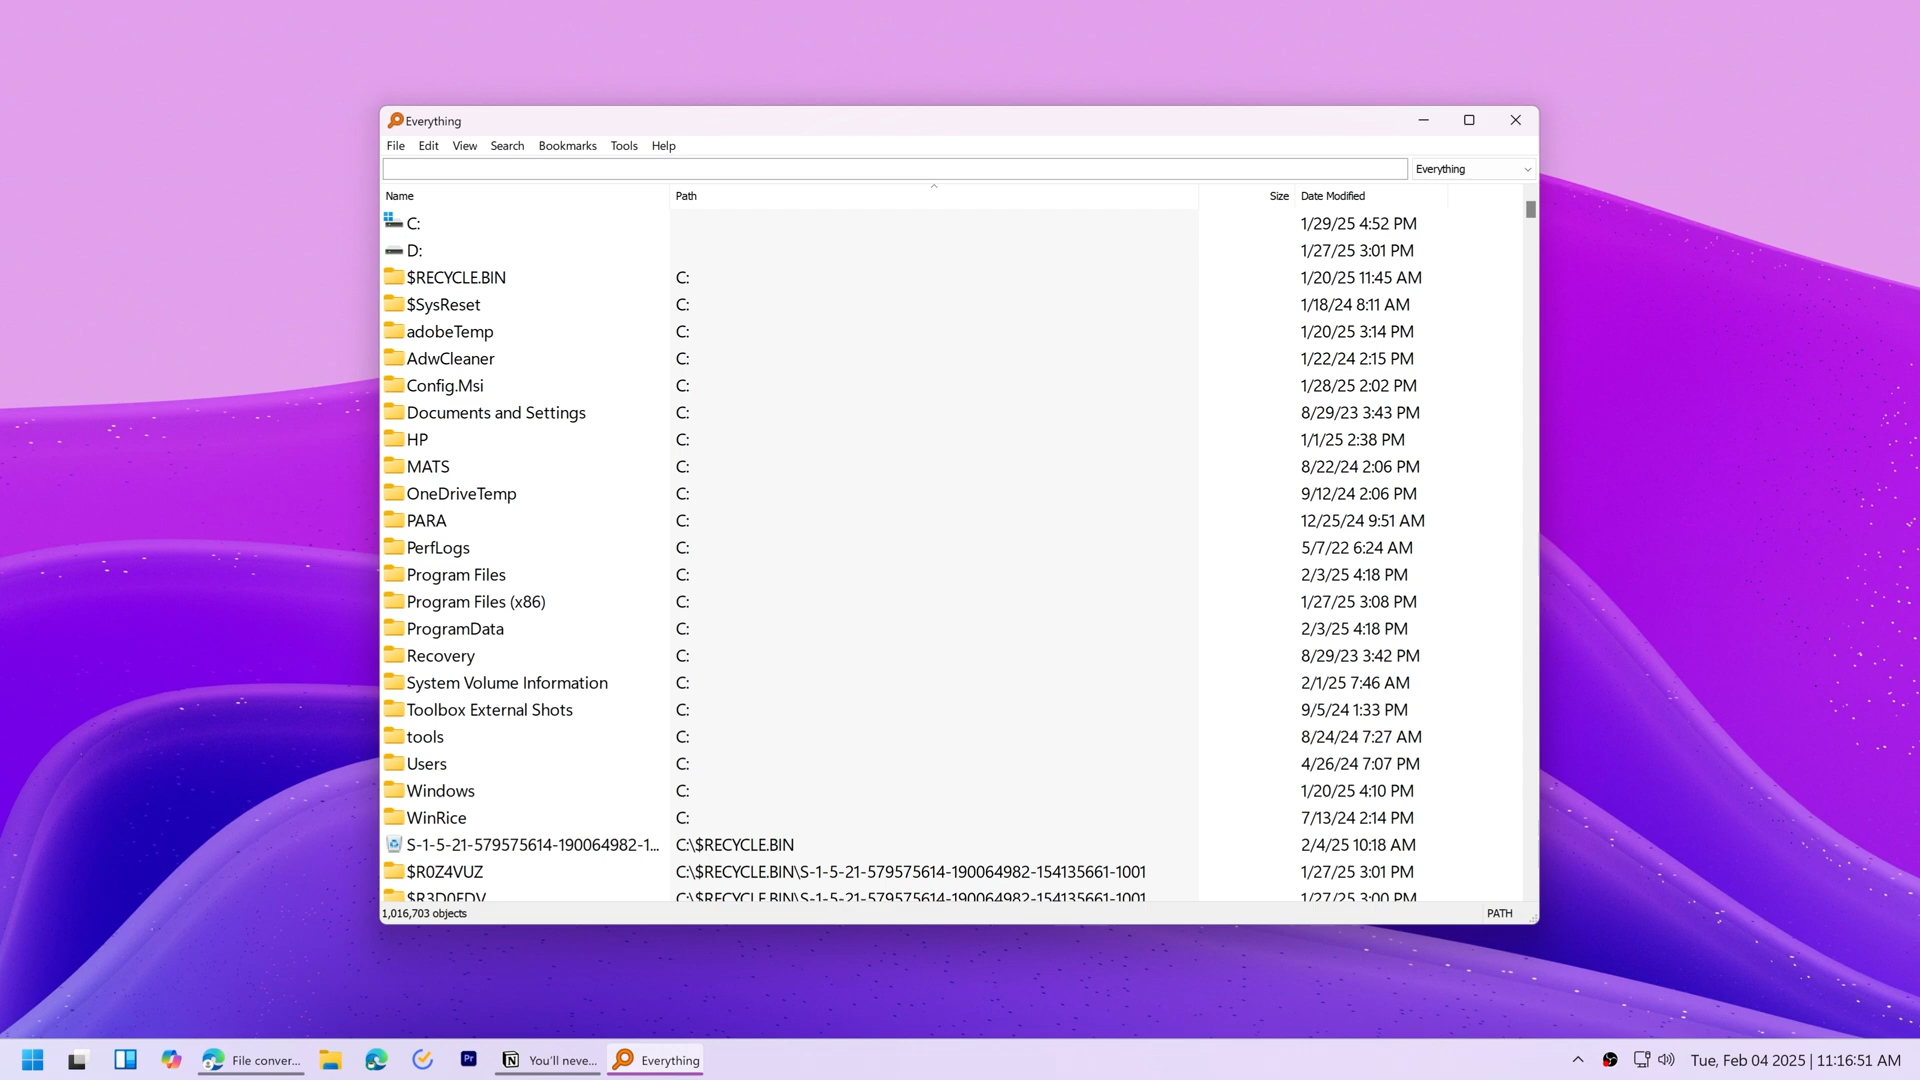 Everything
File Edit View Search Bookmarks Tools Help
Everything
Name Path Size Date Modified
C: 1/29/25 4:52 PM
D: 1/27/25 3:01 PM
$RECYCLE.BIN C: 1/20/25 11:45 AM
$SysReset C: 1/18/24 8:11 AM
adobeTemp C: 1/20/25 3:14 PM
AdwCleaner C: 1/22/24 2:15 PM
Config.Msi C: 1/28/25 2:02 PM
Documents and Settings C: 8/29/23 3:43 PM
HP C: 1/1/25 2:38 PM
MATS C: 8/22/24 2:06 PM
OneDriveTemp C: 9/12/24 2:06 PM
PARA C: 12/25/24 9:51 AM
PerfLogs C: 5/7/22 6:24 AM
Program Files C: 2/3/25 4:18 PM
Program Files (x86) C: 1/27/25 3:08 PM
ProgramData C: 2/3/25 4:18 PM
Recovery C: 8/29/23 3:42 PM
System Volume Information C: 2/1/25 7:46 AM
Toolbox External Shots C: 9/5/24 1:33 PM
tools C: 8/24/24 7:27 AM
Users C: 4/26/24 7:07 PM
Windows C: 1/20/25 4:10 PM
WinRice C: 7/13/24 2:14 PM
S-1-5-21-579575614-190064982-1... C:\$RECYCLE.BIN 2/4/25 10:18 AM
$R0Z4VUZ C:\$RECYCLE.BIN\S-1-5-21-579575614-190064982-154135661-1001 1/27/25 3:01 PM
C:\$RECYCLE.BIN\S-1-5-21-579575614-190064982-154135661-1001 1/27/25 3:00 PM
1,016,703 objects PATH
File conver... Pr You'll neve... Everything Tue, Feb 04 2025 | 11:16:51 AM